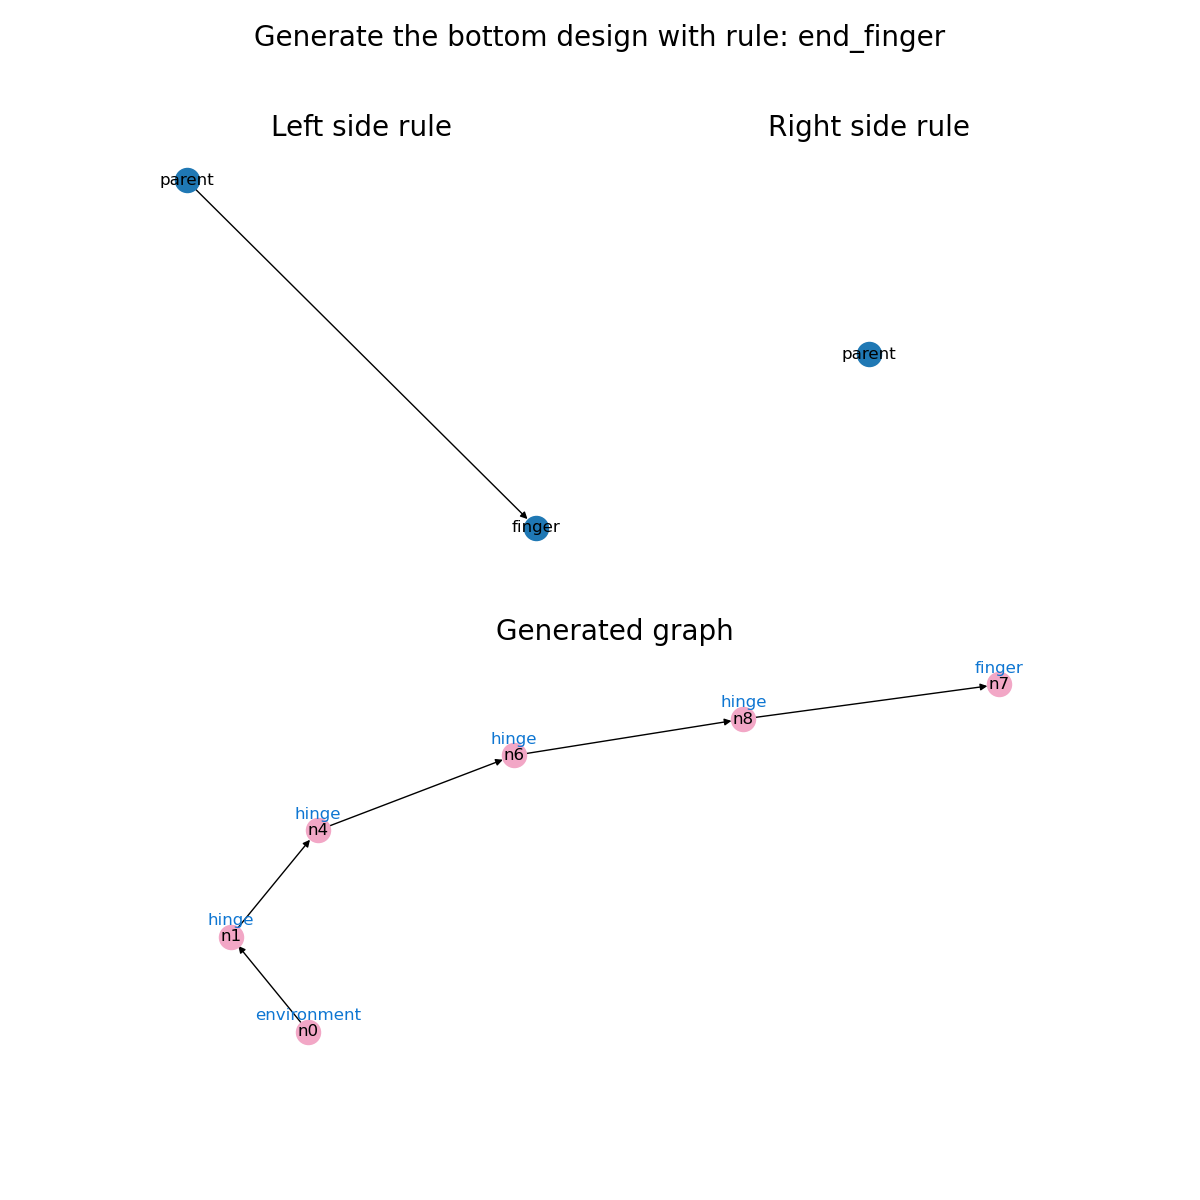 Generate the bottom design with rule: end_finger
Left side rule
Right side rule
parent
parent
finger
Generated graph
finger
n7
hinge
n8
hinge
n6
hinge
n4
hinge
n1
environment
n0